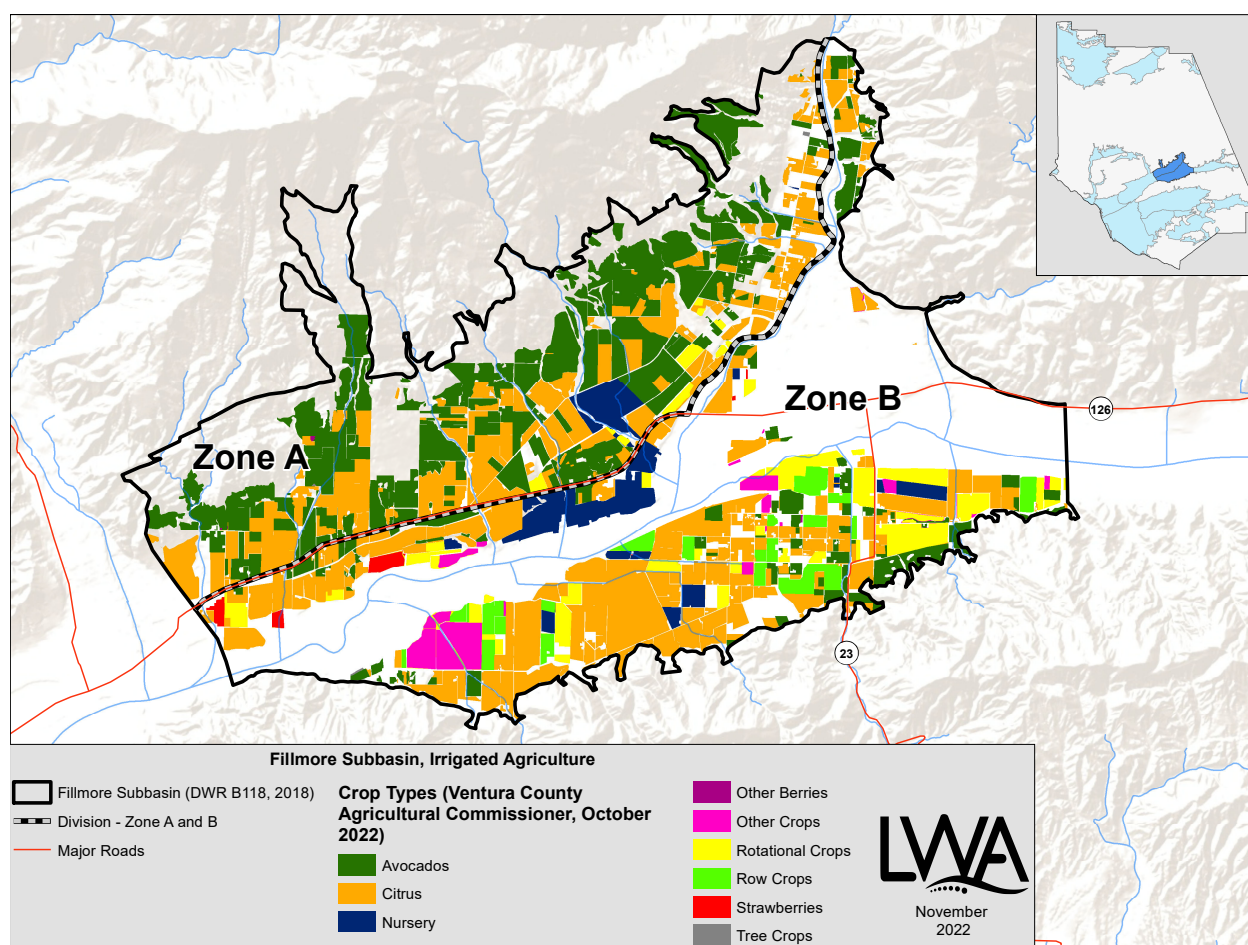 Zone A
Zone B
126
23
Fillmore Subbasin, Irrigated Agriculture
Fillmore Subbasin (DWR B118, 2018)
Division - Zone A and B
Major Roads
Crop Types (Ventura County
Agricultural Commissioner, October
2022)
Avocados
Citrus
Nursery
Other Berries
Other Crops
Rotational Crops
Row Crops
Strawberries
Tree Crops
LWA
November
2022